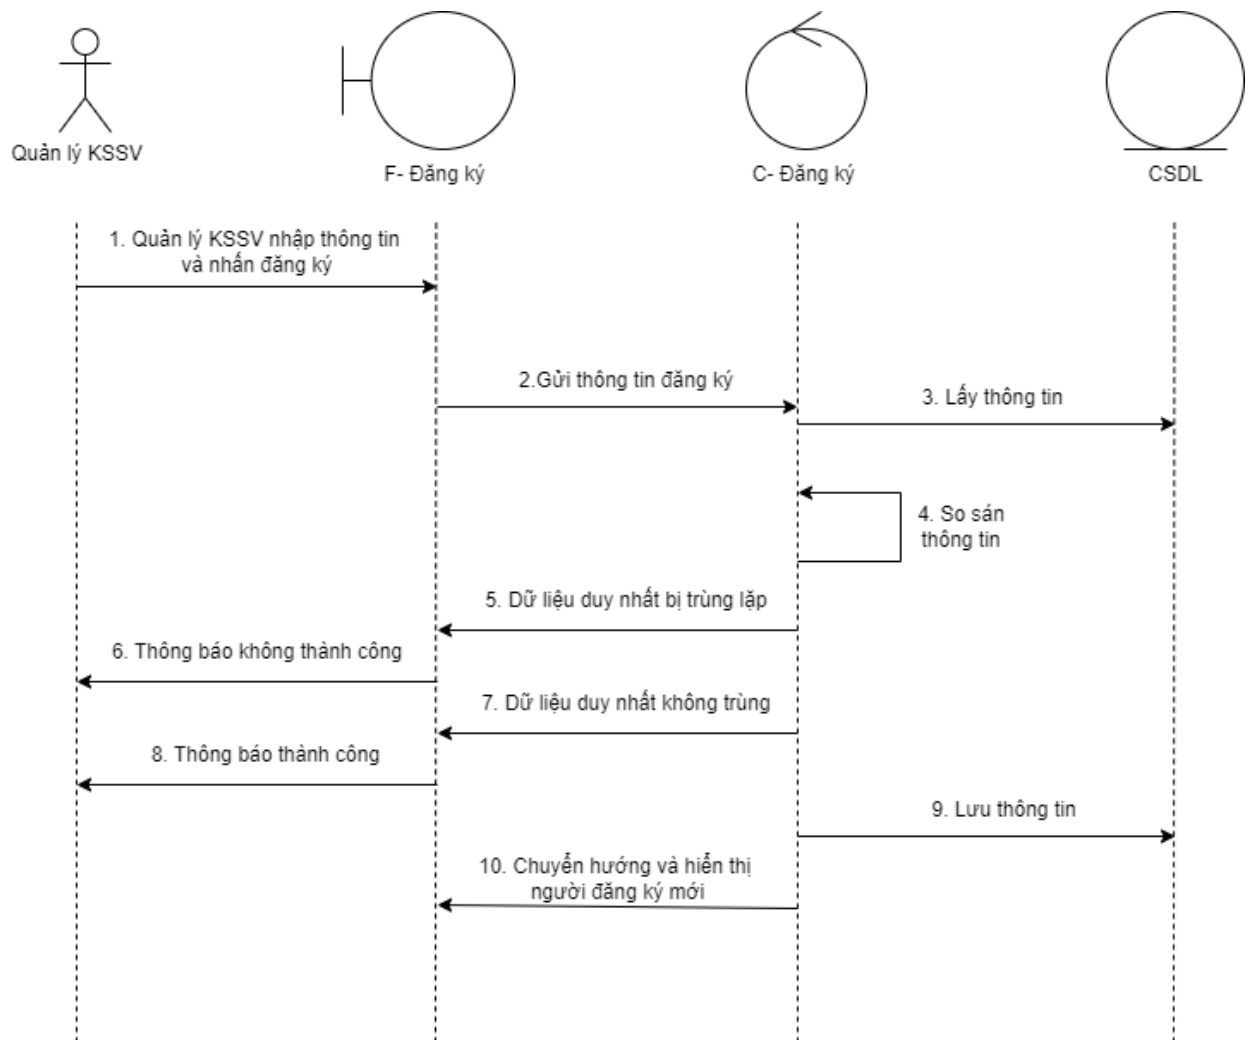 Quản lý KSSV
F- Đăng ký
C- Đăng ký
CSDL
1. Quản lý KSSV nhập thông tin
và nhấn đăng ký
2.Gửi thông tin đăng ký
3. Lấy thông tin
4. So sán
thông tin
5. Dữ liệu duy nhất bị trùng lặp
6. Thông báo không thành công
7. Dữ liệu duy nhất không trùng
8. Thông báo thành công
9. Lưu thông tin
10. Chuyển hướng và hiển thị
người đăng ký mới